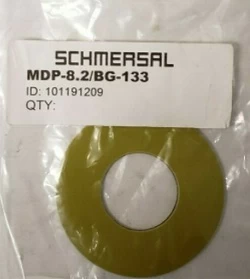 SCHMERSAL
MDP-8.2/BG-133
ID: 101191209
QTY: